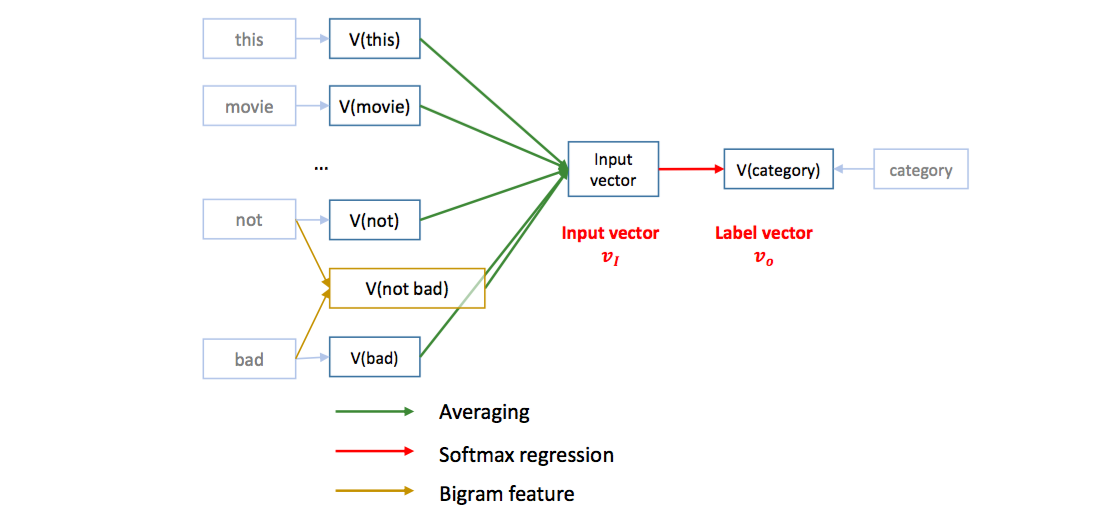 this
V(this)
movie
V(movie)
...
not
V(not)
V(not bad)
bad
V(bad)
Input
vector
V(category)
category
Input vector
v_I
Label vector
v_o
Averaging
Softmax regression
Bigram feature